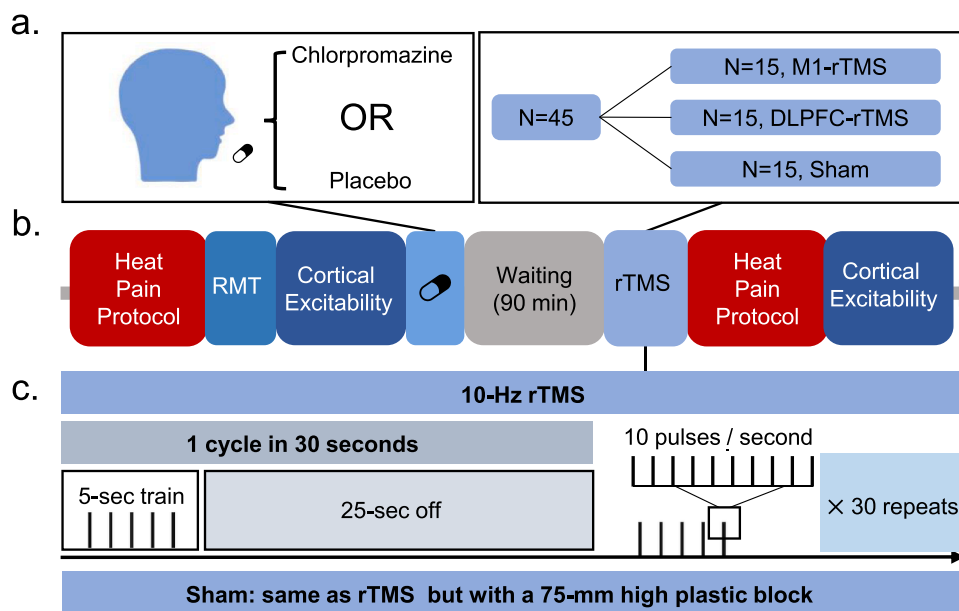 a.
Chlorpromazine
OR
Placebo
N=45
N=15, M1-rTMS
N=15, DLPFC-rTMS
N=15, Sham
b.
Heat
Pain
Protocol
RMT
Cortical
Excitability
Waiting
(90 min)
rTMS
Heat
Pain
Protocol
Cortical
Excitability
c.
10-Hz rTMS
1 cycle in 30 seconds
10 pulses / second
5-sec train
25-sec off
× 30 repeats
Sham: same as rTMS but with a 75-mm high plastic block